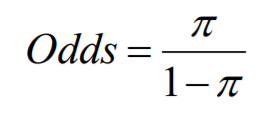 Odds = π / (1 − π)